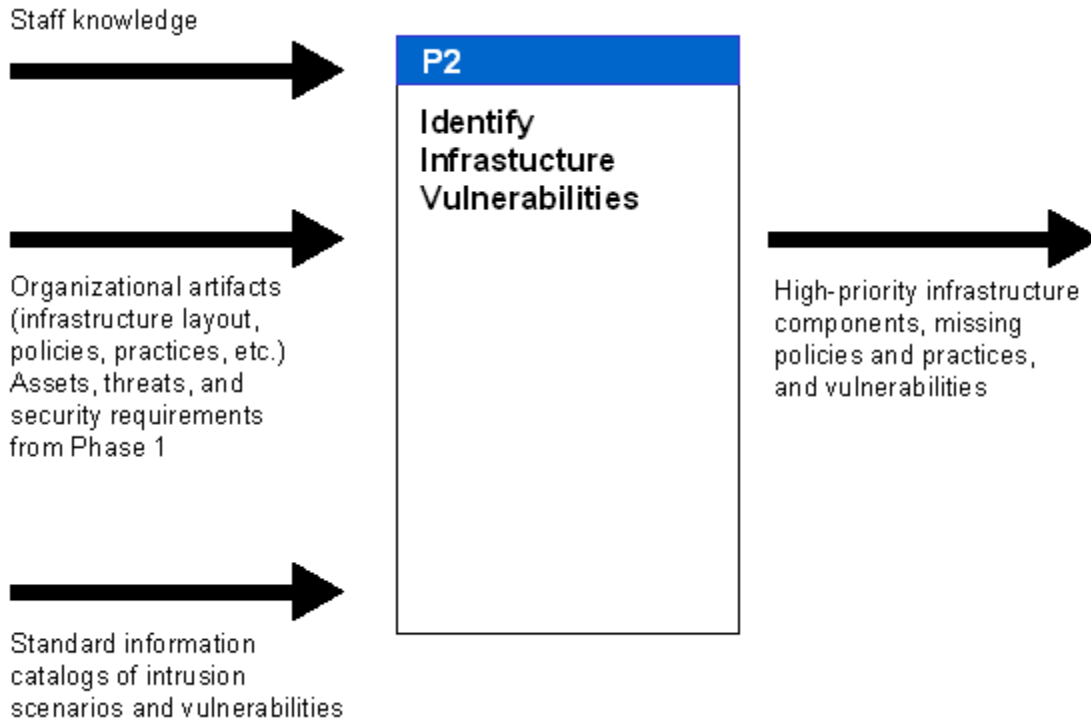 Staff knowledge
P2
Identify
Infrastucture
Vulnerabilities
Organizational artifacts
(infrastructure layout,
policies, practices, etc.)
Assets, threats, and
security requirements
from Phase 1
High-priority infrastructure
components, missing
policies and practices,
and vulnerabilities
Standard information
catalogs of intrusion
scenarios and vulnerabilities